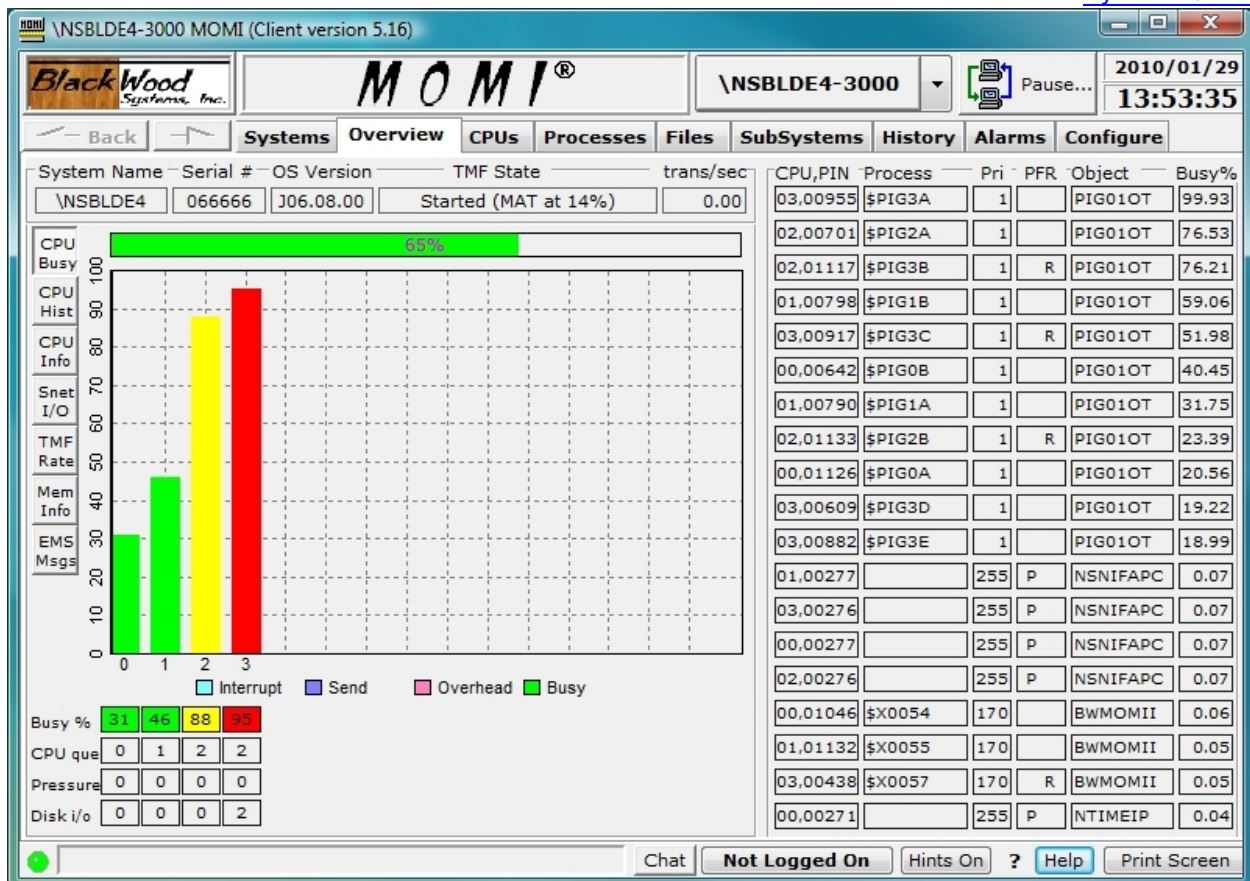 \NSBLDE4-3000 MOMI (Client version 5.16)
BlackWood
Systems, Inc.
MOMI®
\NSBLDE4-3000
Pause...
2010/01/29
13:53:35
Back
Systems Overview CPUs Processes Files SubSystems History Alarms Configure
System Name Serial # OS Version TMF State trans/sec
\NSBLDE4 066666 J06.08.00 Started (MAT at 14%) 0.00
CPU Busy
CPU Hist
CPU Info
Snet I/O
TMF Rate
Mem Info
EMS Msgs
65%
100
90
80
70
60
50
40
30
20
10
0
0 1 2 3
Interrupt Send Overhead Busy
Busy % 31 46 88 95
CPU que 0 1 2 2
Pressure 0 0 0 0
Disk i/o 0 0 0 2
CPU,PIN Process Pri PFR Object Busy%
03,00955 $PIG3A 1 PIG01OT 99.93
02,00701 $PIG2A 1 PIG01OT 76.53
02,01117 $PIG3B 1 R PIG01OT 76.21
01,00798 $PIG1B 1 PIG01OT 59.06
03,00917 $PIG3C 1 R PIG01OT 51.98
00,00642 $PIG0B 1 PIG01OT 40.45
01,00790 $PIG1A 1 PIG01OT 31.75
02,01133 $PIG2B 1 R PIG01OT 23.39
00,01126 $PIG0A 1 PIG01OT 20.56
03,00609 $PIG3D 1 PIG01OT 19.22
03,00882 $PIG3E 1 PIG01OT 18.99
01,00277 255 P NSNIFAPC 0.07
03,00276 255 P NSNIFAPC 0.07
00,00277 255 P NSNIFAPC 0.07
02,00276 255 P NSNIFAPC 0.07
00,01046 $X0054 170 BWMOMII 0.06
01,01132 $X0055 170 BWMOMII 0.05
03,00438 $X0057 170 R BWMOMII 0.05
00,00271 255 P NTIMEIP 0.04
Chat Not Logged On Hints On ? Help Print Screen